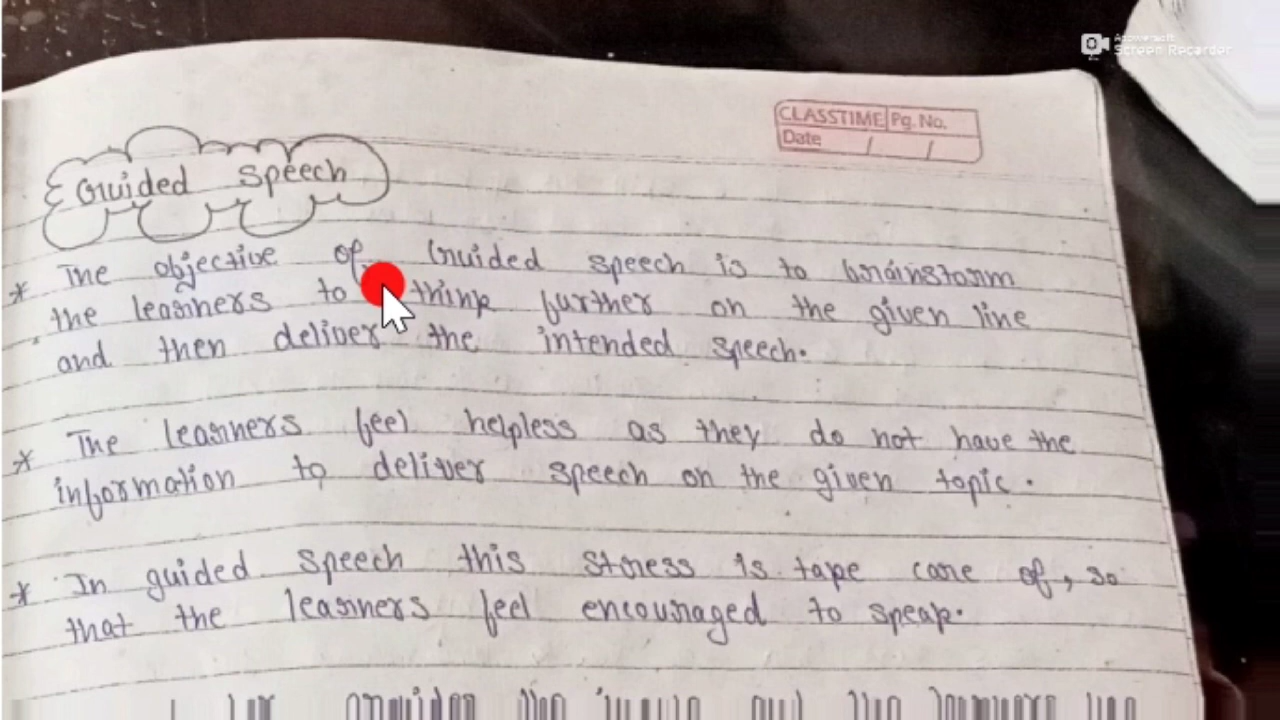 Apowersoft
Screen Recorder
CLASSTIME Pg. No.
Date / /
Guided Speech
* The objective of Guided speech is to brainstorm
the learners to think further on the given line
and then deliver the intended speech.
* The learners feel helpless as they do not have the
information to deliver speech on the given topic.
* In guided speech this stress is take care of, so
that the learners feel encouraged to speak.